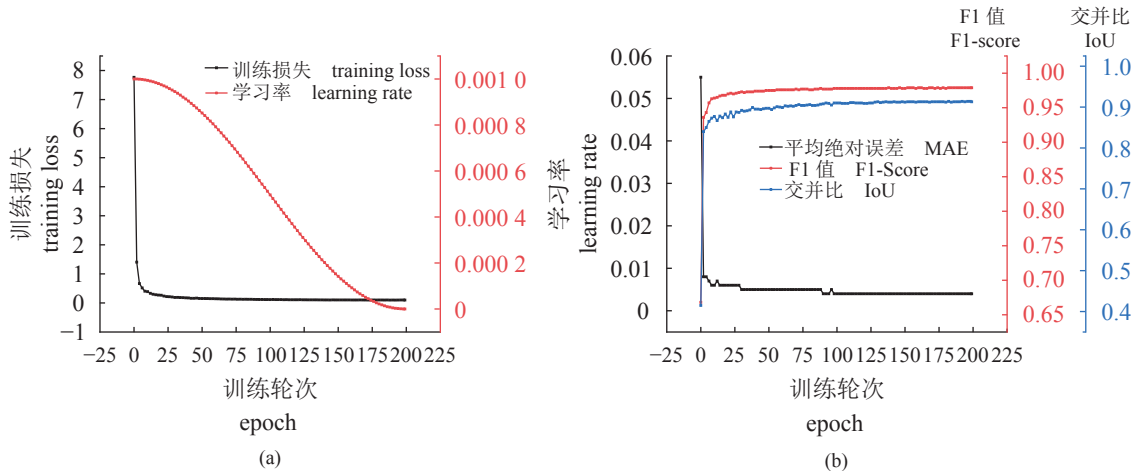 8
7
6
5
4
3
2
1
0
−1
训练损失
training loss
训练损失 training loss
学习率 learning rate
0.001 0
0.000 8
0.000 6
0.000 4
0.000 2
0
−25 0 25 50 75 100 125 150 175 200 225
训练轮次
epoch
(a)
F1 值
F1-score
交并比
IoU
0.06
0.05
0.04
0.03
0.02
0.01
0
学习率
learning rate
平均绝对误差 MAE
F1 值 F1-Score
交并比 IoU
1.00
0.95
0.90
0.85
0.80
0.75
0.70
0.65
1.0
0.9
0.8
0.7
0.6
0.5
0.4
−25 0 25 50 75 100 125 150 175 200 225
训练轮次
epoch
(b)